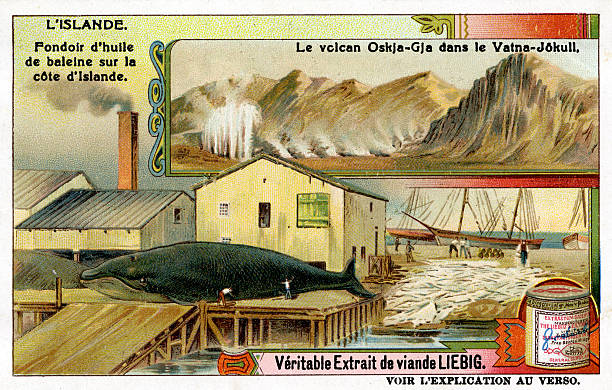 L'ISLANDE.
Fondoir d'huile
de baleine sur la
côte d'Islande.
Le volcan Oskja-Gja dans le Vatna-Jökull,
Véritable Extrait de viande LIEBIG.
VOIR L'EXPLICATION AU VERSO.